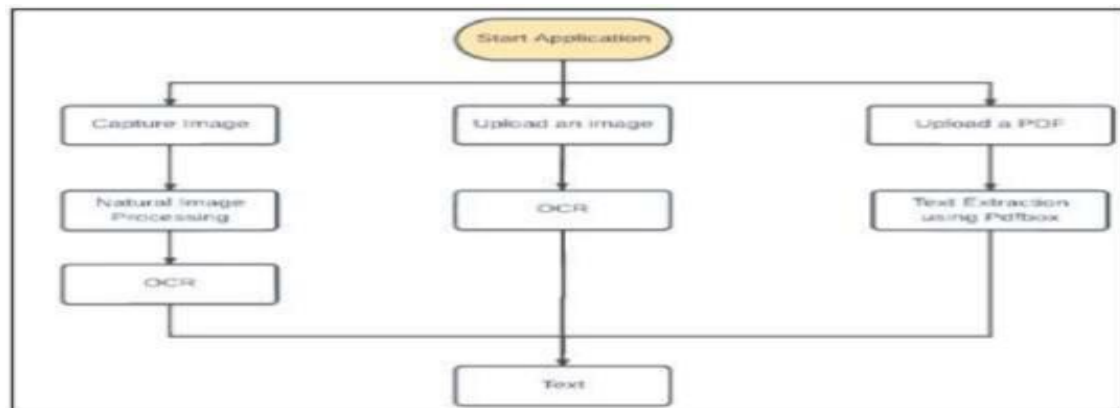 Start Application
Capture Image
Upload an image
Upload a PDF
Natural Image
Processing
OCR
Text Extraction
using Pdfbox
OCR
Text